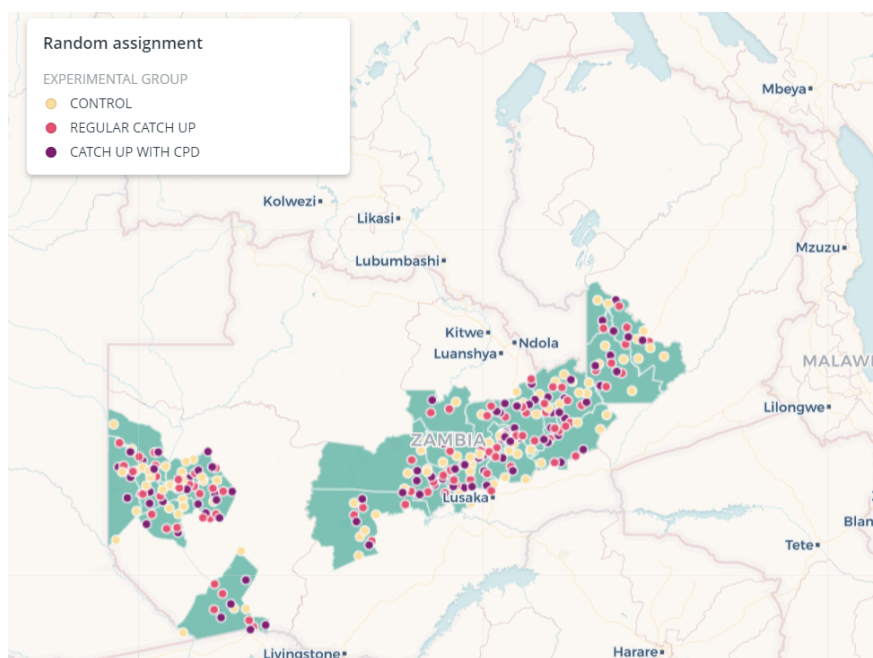 Random assignment
EXPERIMENTAL GROUP
CONTROL
REGULAR CATCH UP
CATCH UP WITH CPD
Mbeya
Kolwezi
Likasi
Mzuzu
Lubumbashi
Kitwe
Ndola
Luanshya
MALAWI
Lilongwe
ZAMBIA
Lusaka
Blan
Tete
Livingstone
Harare